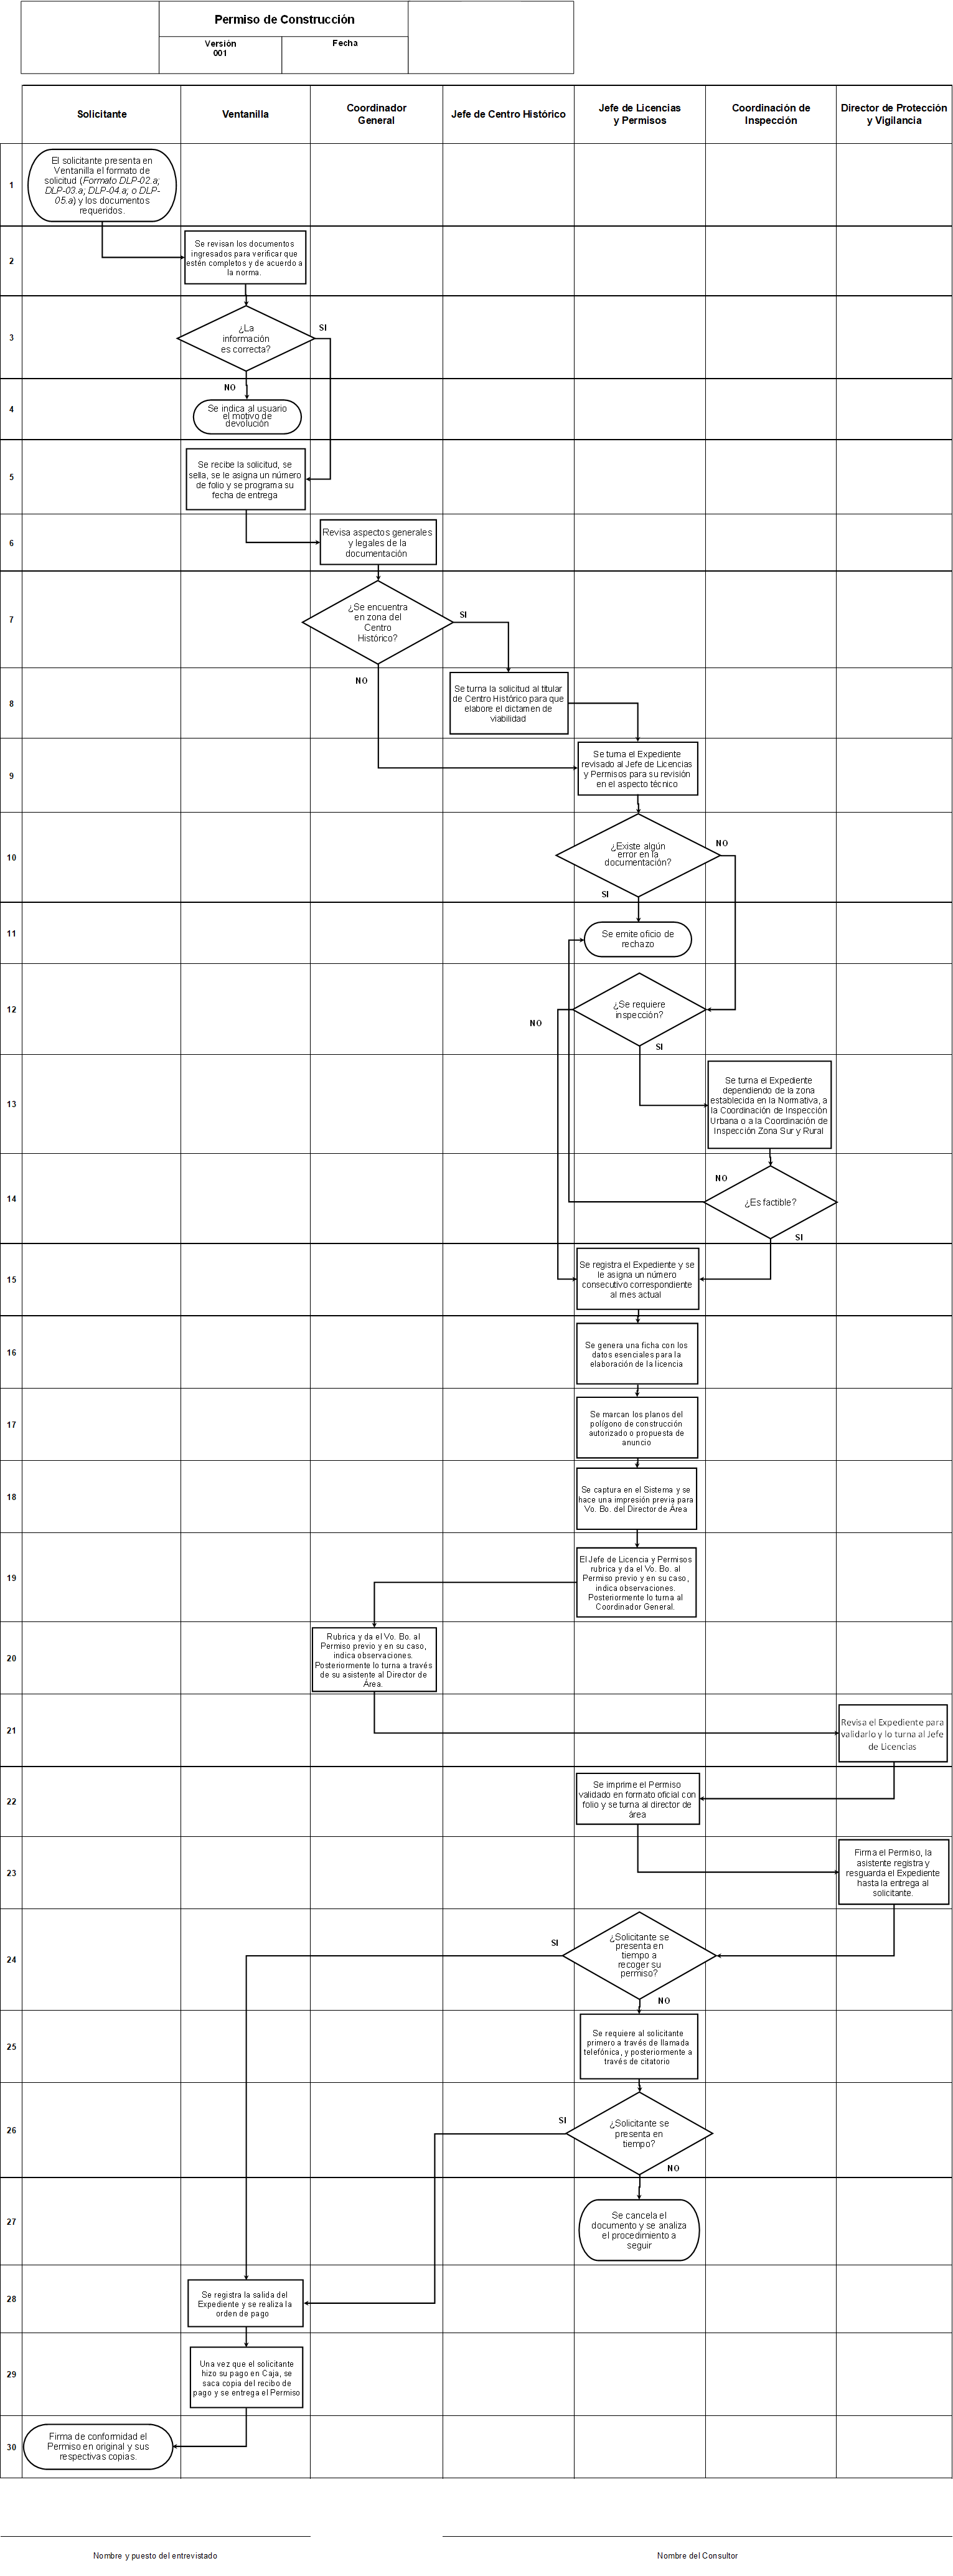 Permiso de Construcción
Versión
001
Fecha
Solicitante
Ventanilla
Coordinador
General
Jefe de Centro Histórico
Jefe de Licencias
y Permisos
Coordinación de
Inspección
Director de Protección
y Vigilancia
1
El solicitante presenta en
Ventanilla el formato de
solicitud (Formato DLP-02.a;
DLP-03.a; DLP-04.a; o DLP-
05.a) y los documentos
requeridos.
2
Se revisan los documentos
ingresados para verificar que
estén completos y de acuerdo a
la norma.
3
¿La
información
es correcta?
SI
NO
4
Se indica al usuario
el motivo de
devolución
5
Se recibe la solicitud, se
sella, se le asigna un número
de folio y se programa su
fecha de entrega
6
Revisa aspectos generales
y legales de la
documentación
7
¿Se encuentra
en zona del
Centro
Histórico?
SI
NO
8
Se turna la solicitud al titular
de Centro Histórico para que
elabore el dictamen de
viabilidad
9
Se turna el Expediente
revisado al Jefe de Licencias
y Permisos para su revisión
en el aspecto técnico
10
¿Existe algún
error en la
documentación?
NO
SI
11
Se emite oficio de
rechazo
12
¿Se requiere
inspección?
NO
SI
13
Se turna el Expediente
dependiendo de la zona
establecida en la Normativa, a
la Coordinación de Inspección
Urbana o a la Coordinación de
Inspección Zona Sur y Rural
14
NO
¿Es factible?
SI
15
Se registra el Expediente y se
le asigna un número
consecutivo correspondiente
al mes actual
16
Se genera una ficha con los
datos esenciales para la
elaboración de la licencia
17
Se marcan los planos del
polígono de construcción
autorizado o propuesta de
anuncio
18
Se captura en el Sistema y se
hace una impresión previa para
Vo. Bo. del Director de Área
19
El Jefe de Licencia y Permisos
rubrica y da el Vo. Bo. al
Permiso previo y en su caso,
indica observaciones.
Posteriormente lo turna al
Coordinador General.
20
Rubrica y da el Vo. Bo. al
Permiso previo y en su caso,
indica observaciones.
Posteriormente lo turna a través
de su asistente al Director de
Área.
21
Revisa el Expediente para
validarlo y lo turna al Jefe
de Licencias
22
Se imprime el Permiso
validado en formato oficial con
folio y se turna al director de
área
23
Firma el Permiso, la
asistente registra y
resguarda el Expediente
hasta la entrega al
solicitante.
24
SI
¿Solicitante se
presenta en
tiempo a
recoger su
permiso?
NO
25
Se requiere al solicitante
primero a través de llamada
telefónica, y posteriormente a
través de citatorio
26
SI
¿Solicitante se
presenta en
tiempo?
NO
27
Se cancela el
documento y se analiza
el procedimiento a
seguir
28
Se registra la salida del
Expediente y se realiza la
orden de pago
29
Una vez que el solicitante
hizo su pago en Caja, se
saca copia del recibo de
pago y se entrega el Permiso
30
Firma de conformidad el
Permiso en original y sus
respectivas copias.
Nombre y puesto del entrevistado
Nombre del Consultor